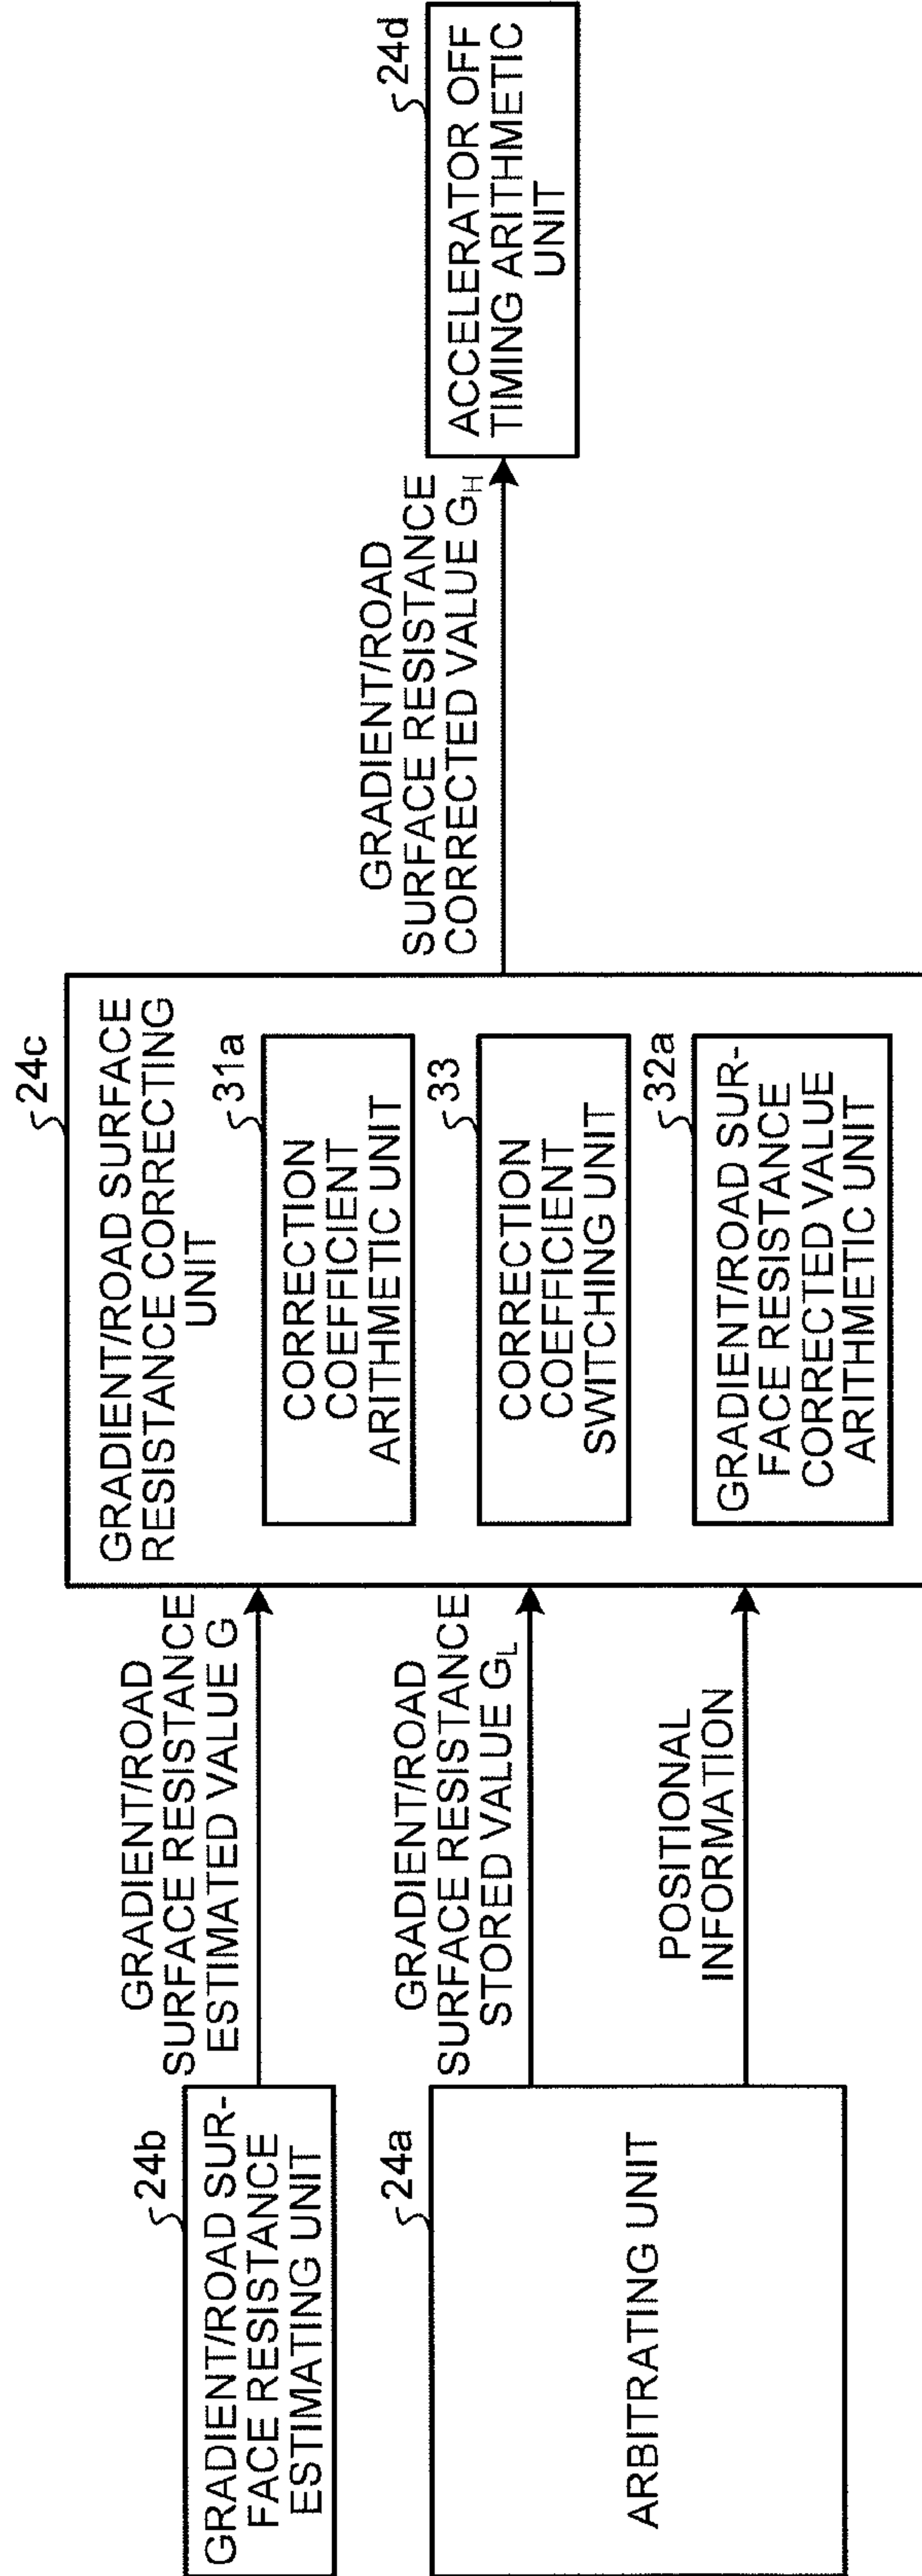 24b
GRADIENT/ROAD SUR-
FACE RESISTANCE
ESTIMATING UNIT
24a
ARBITRATING UNIT
GRADIENT/ROAD
SURFACE RESISTANCE
ESTIMATED VALUE G
GRADIENT/ROAD
SURFACE RESISTANCE
STORED VALUE GL
POSITIONAL
INFORMATION
24c
GRADIENT/ROAD SURFACE
RESISTANCE CORRECTING
UNIT
31a
CORRECTION
COEFFICIENT
ARITHMETIC UNIT
33
CORRECTION
COEFFICIENT
SWITCHING UNIT
32a
GRADIENT/ROAD SUR-
FACE RESISTANCE
CORRECTED VALUE
ARITHMETIC UNIT
GRADIENT/ROAD
SURFACE RESISTANCE
CORRECTED VALUE GH
24d
ACCELERATOR OFF
TIMING ARITHMETIC
UNIT